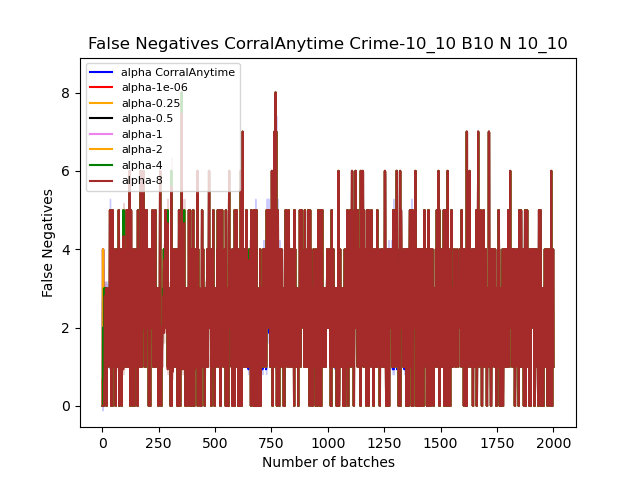 False Negatives CorralAnytime Crime-10_10 B10 N 10_10
alpha CorralAnytime
alpha-1e-06
alpha-0.25
alpha-0.5
alpha-1
alpha-2
alpha-4
alpha-8
False Negatives
8
6
4
2
0
0 250 500 750 1000 1250 1500 1750 2000
Number of batches